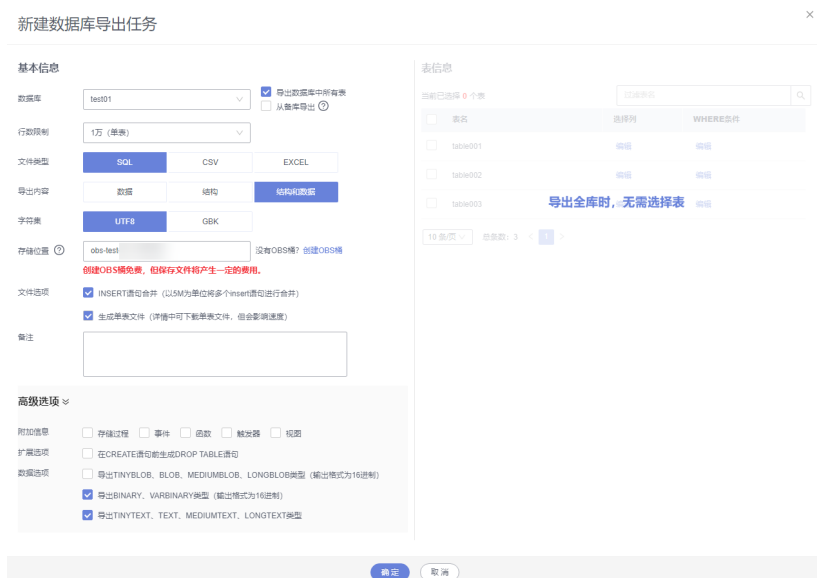 新建数据库导出任务
基本信息
数据库
test01
导出数据库中所有表
从备库导出
行数限制
1万（单表）
文件类型
SQL CSV EXCEL
导出内容
数据 结构 结构和数据
字符集
UTF8 GBK
存储位置
obs-test
没有OBS桶？创建OBS桶
创建OBS桶免费，但保存文件将产生一定的费用。
文件选项
INSERT语句合并（以5M为单位将多个insert语句进行合并）
生成单表文件（详情中可下载单表文件，但会影响速度）
备注
高级选项
附加信息
存储过程 事件 函数 触发器 视图
扩展选项
在CREATE语句前生成DROP TABLE语句
数据选项
导出TINYBLOB、BLOB、MEDIUMBLOB、LONGBLOB类型（输出格式为16进制）
导出BINARY、VARBINARY类型（输出格式为16进制）
导出TINYTEXT、TEXT、MEDIUMTEXT、LONGTEXT类型
表信息
当前已选择 0 个表
表名 选择列 WHERE条件
table001 编辑 编辑
table002 编辑 编辑
table003 编辑
导出全库时，无需选择表
10 条/页 总条数：3 1
确定 取消